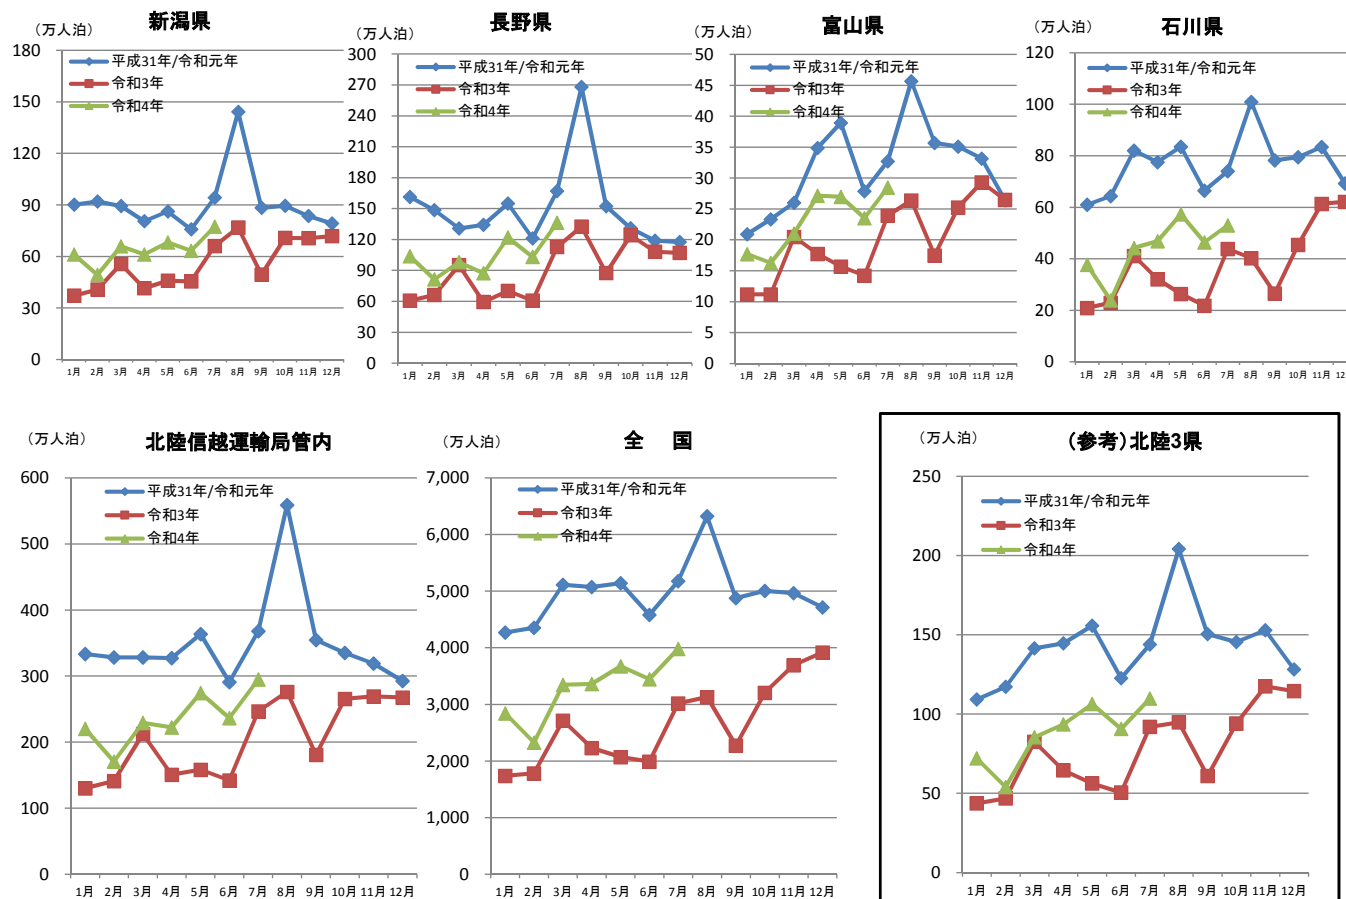 新潟県
（万人泊）
180
150
120
90
60
30
0
平成31年/令和元年
令和3年
令和4年
1月 2月 3月 4月 5月 6月 7月 8月 9月 10月 11月 12月
長野県
（万人泊）
300
270
240
210
180
150
120
90
60
30
0
平成31年/令和元年
令和3年
令和4年
1月 2月 3月 4月 5月 6月 7月 8月 9月 10月 11月 12月
富山県
（万人泊）
50
45
40
35
30
25
20
15
10
5
0
平成31年/令和元年
令和3年
令和4年
1月 2月 3月 4月 5月 6月 7月 8月 9月 10月 11月 12月
石川県
（万人泊）
120
100
80
60
40
20
0
平成31年/令和元年
令和3年
令和4年
1月 2月 3月 4月 5月 6月 7月 8月 9月 10月 11月 12月
北陸信越運輸局管内
（万人泊）
600
500
400
300
200
100
0
平成31年/令和元年
令和3年
令和4年
1月 2月 3月 4月 5月 6月 7月 8月 9月 10月 11月 12月
全 国
（万人泊）
7,000
6,000
5,000
4,000
3,000
2,000
1,000
0
平成31年/令和元年
令和3年
令和4年
1月 2月 3月 4月 5月 6月 7月 8月 9月 10月 11月 12月
（参考）北陸3県
（万人泊）
250
200
150
100
50
0
平成31年/令和元年
令和3年
令和4年
1月 2月 3月 4月 5月 6月 7月 8月 9月 10月 11月 12月